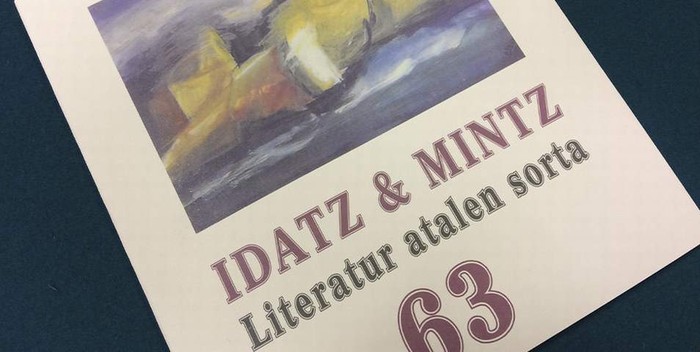 IDATZ & MINTZ
Literatur atalen sorta
63